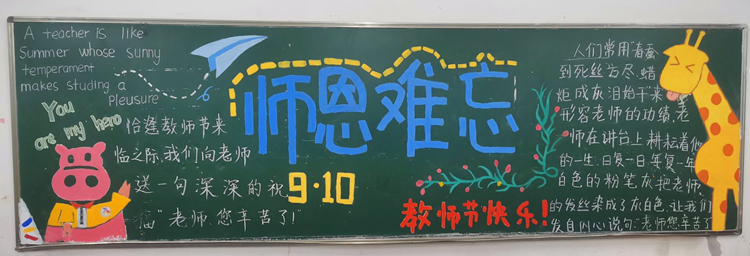 A teacher is like
Summer whose sunny
temperament
makes studing a
Pleusure
You
are my hero
恰逢教师节来
临之际,我们向老师
送一句深深的祝
福"老师,您辛苦了!"
师恩难忘
9·10
教师节快乐!
人们常用"春蚕
到死丝方尽,蜡
炬成灰泪始干来
形容老师的功绩,老
师在讲台上耕耘着他
的一生.日复一日年复一年
白色的粉笔灰把老师
的发丝染成了灰白色.让我们
发自内心说句:"老师您辛苦了